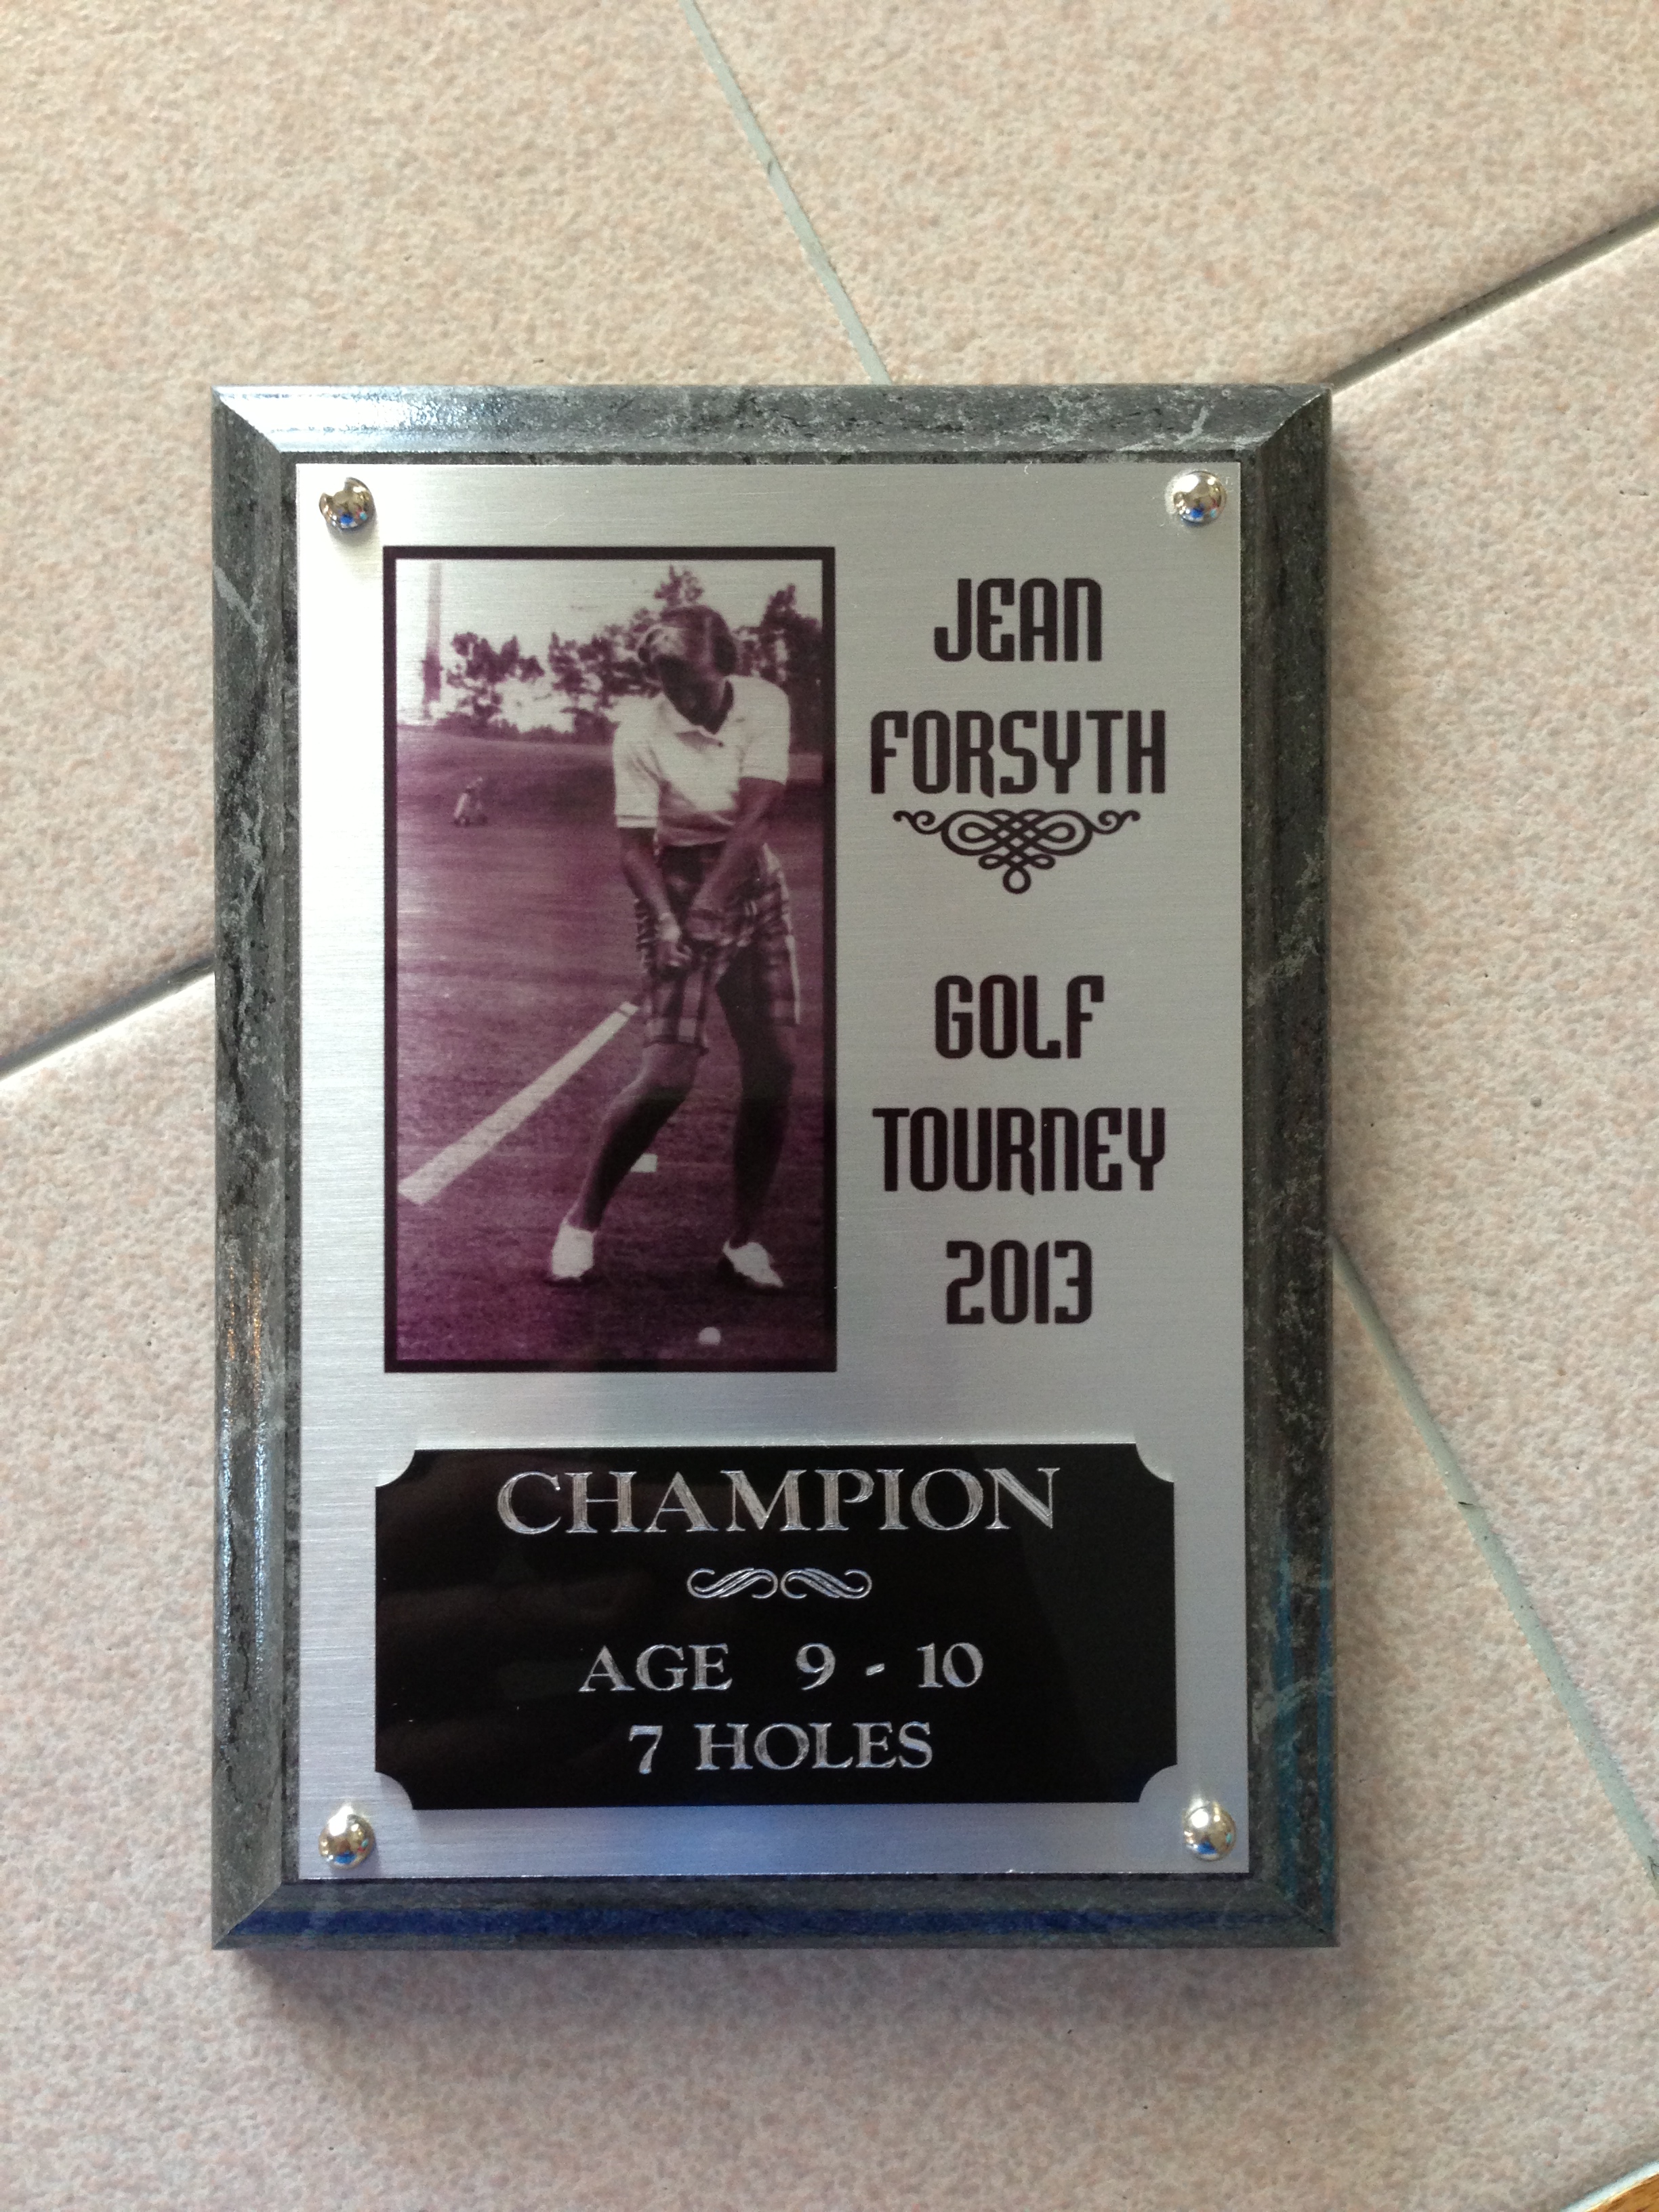 JEAN
FORSYTH
GOLF
TOURNEY
2013
CHAMPION
AGE 9 - 10
7 HOLES